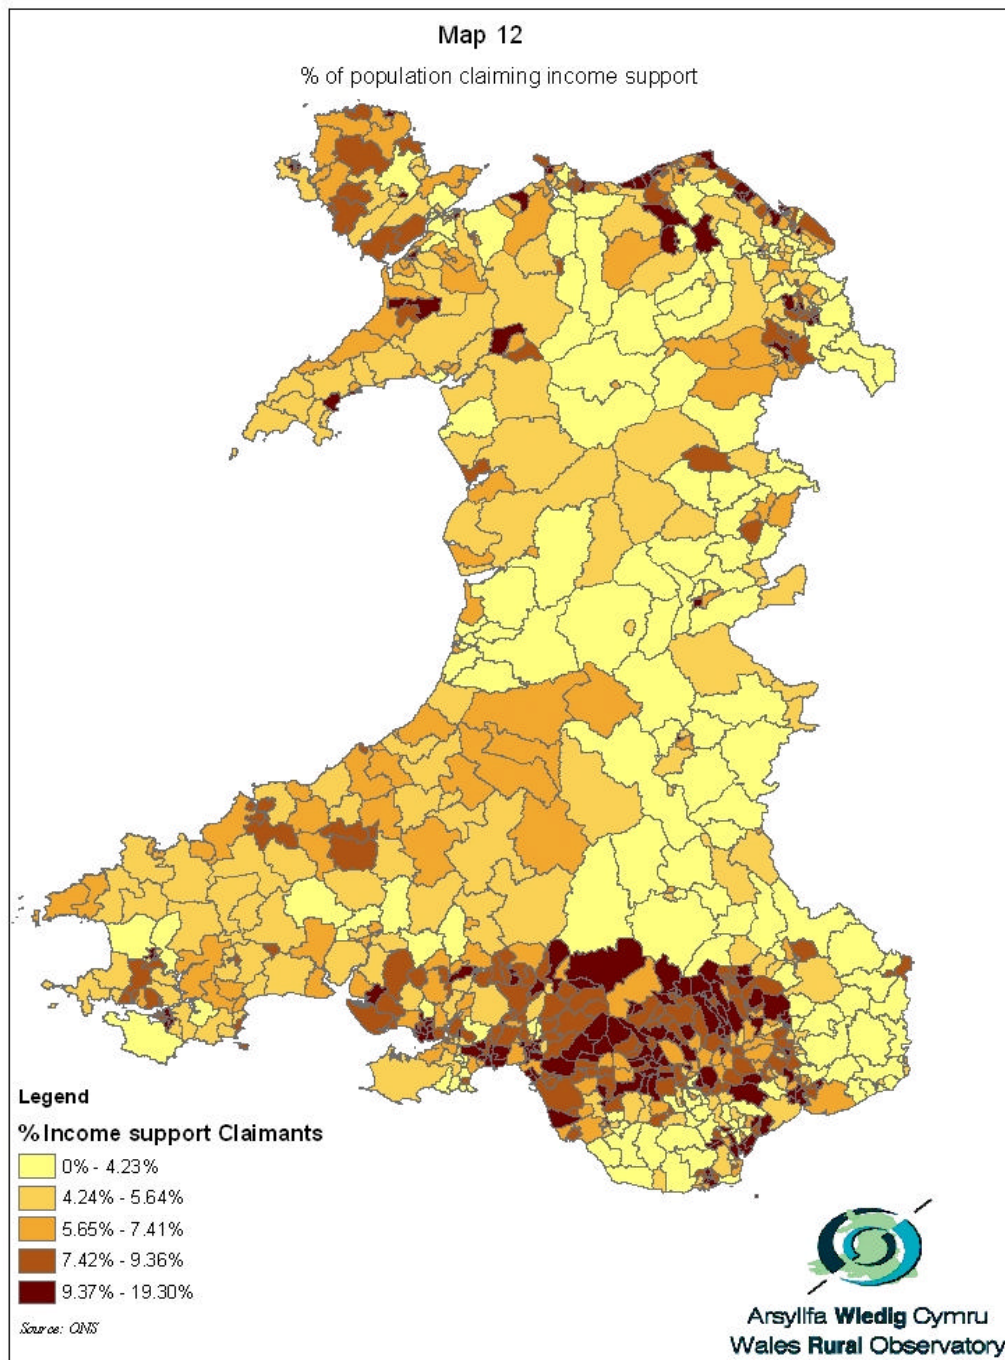 Map 12
% of population claiming income support
Legend
% Income support Claimants
0% - 4.23%
4.24% - 5.64%
5.65% - 7.41%
7.42% - 9.36%
9.37% - 19.30%
Source: ONS
Arsyllfa Wledig Cymru
Wales Rural Observatory